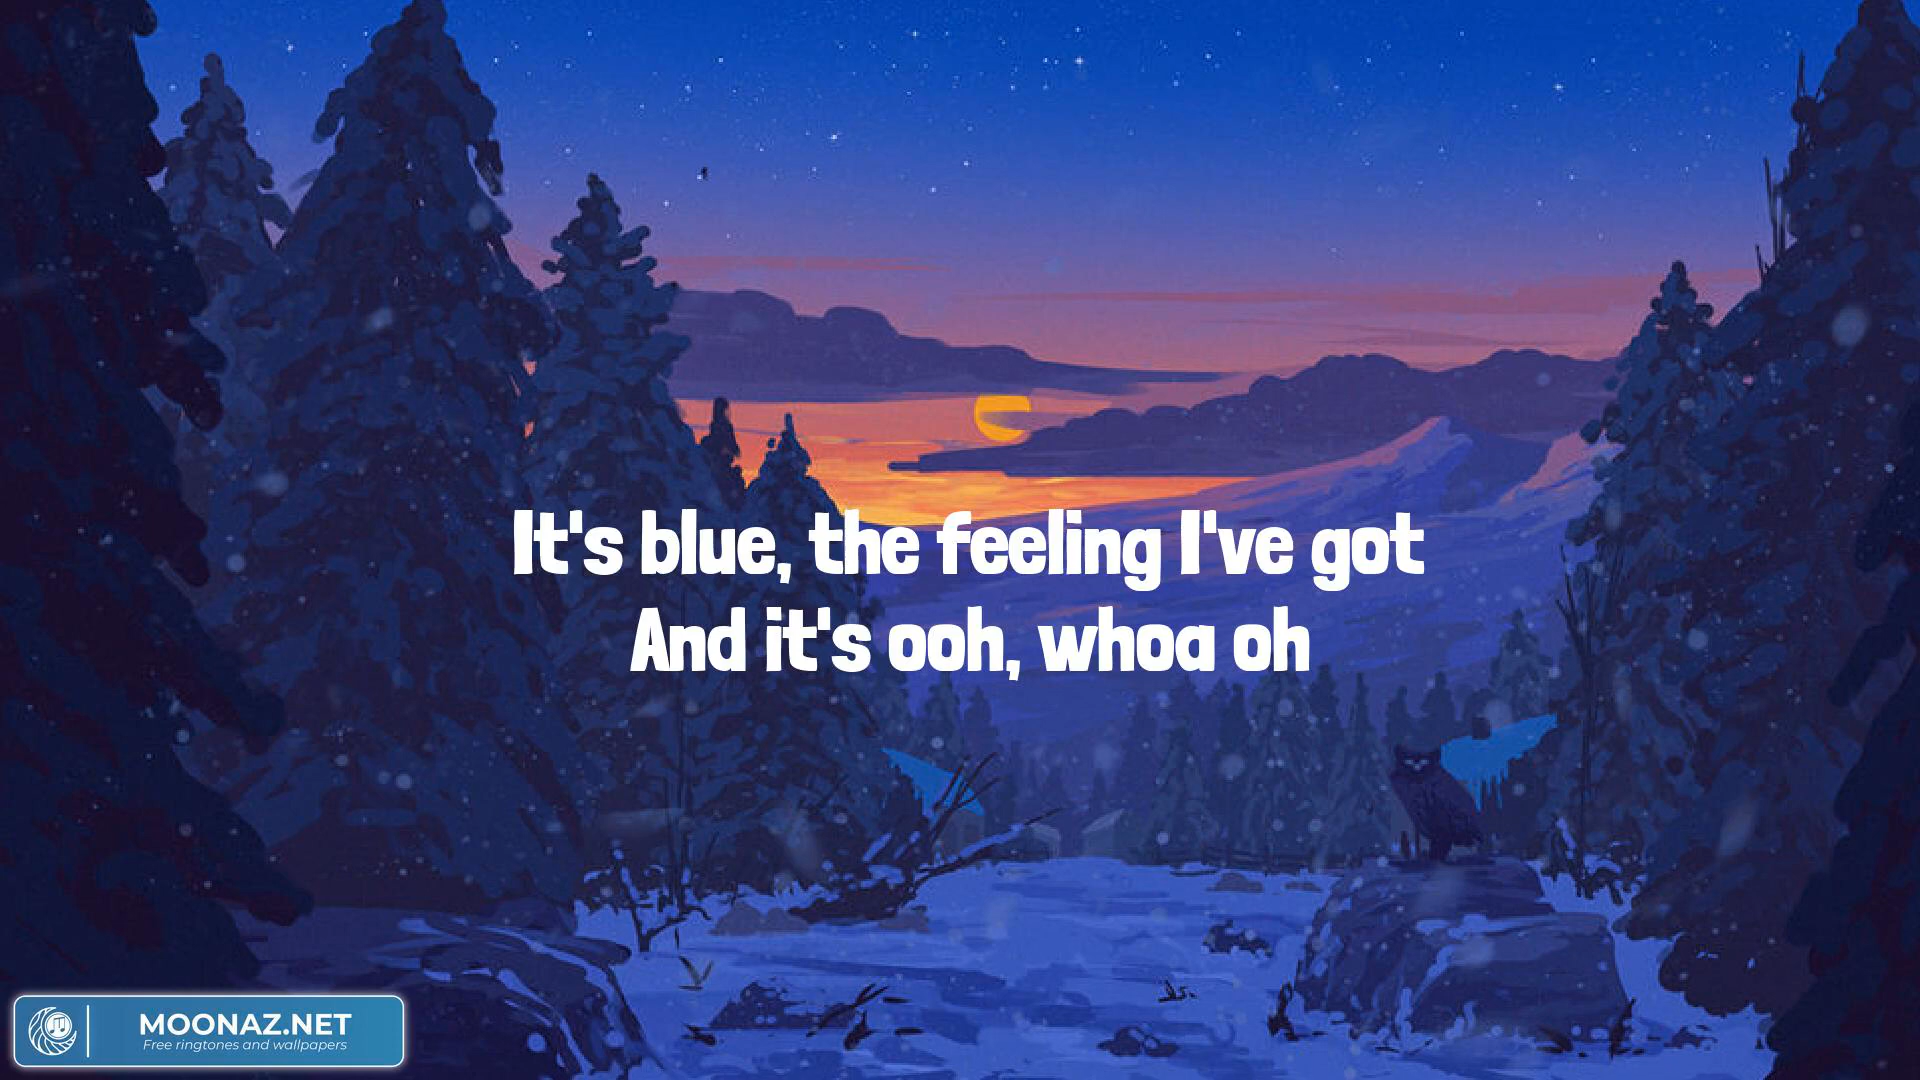 It's blue, the feeling I've got
And it's ooh, whoa oh
MOONAZ.NET
Free ringtones and wallpapers